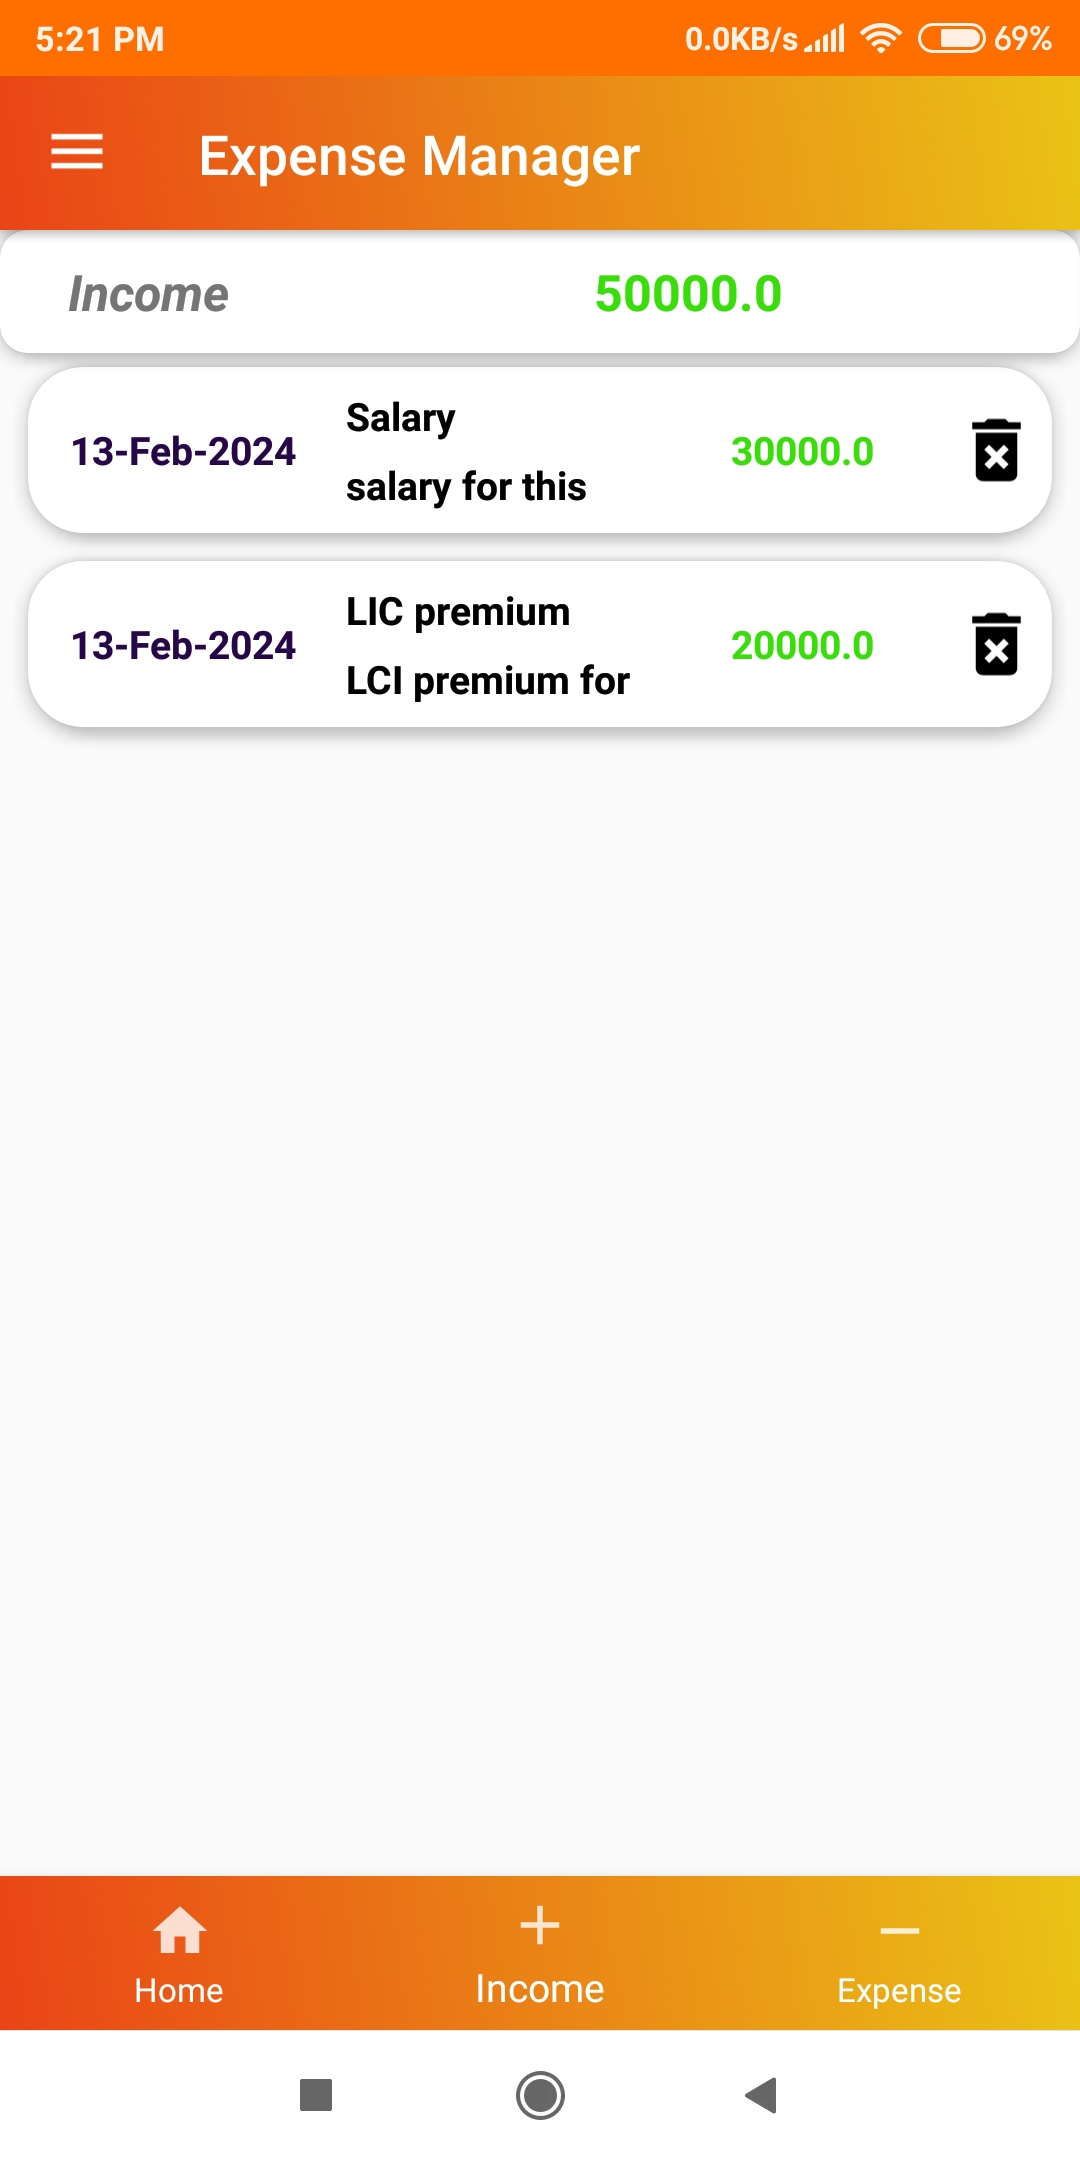 5:21 PM 0.0KB/s 69%
Expense Manager
Income 50000.0
Salary
13-Feb-2024 30000.0
salary for this
LIC premium
13-Feb-2024 20000.0
LCI premium for
Home Income Expense